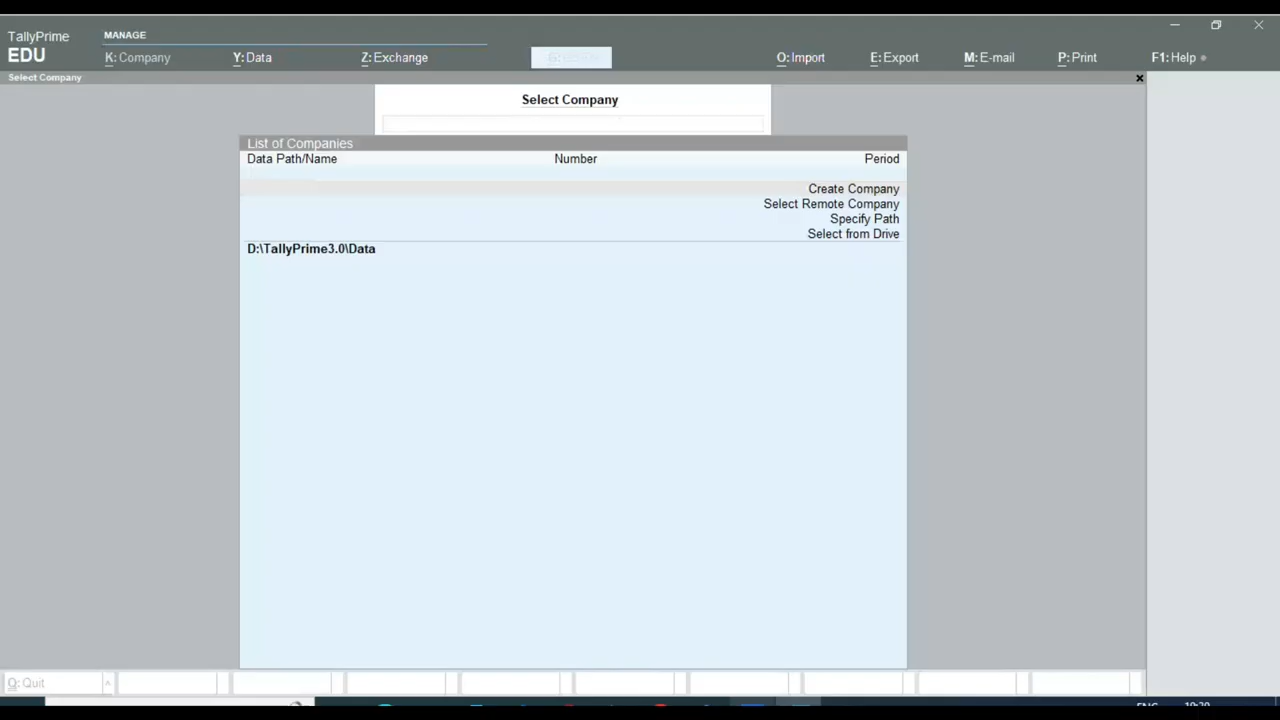 TallyPrime
EDU
MANAGE
K: Company
Y: Data
Z: Exchange
O: Import
E: Export
M: E-mail
P: Print
F1: Help
Select Company
Select Company
List of Companies
Data Path/Name
Number
Period
Create Company
Select Remote Company
Specify Path
Select from Drive
D:\TallyPrime3.0\Data
Q: Quit